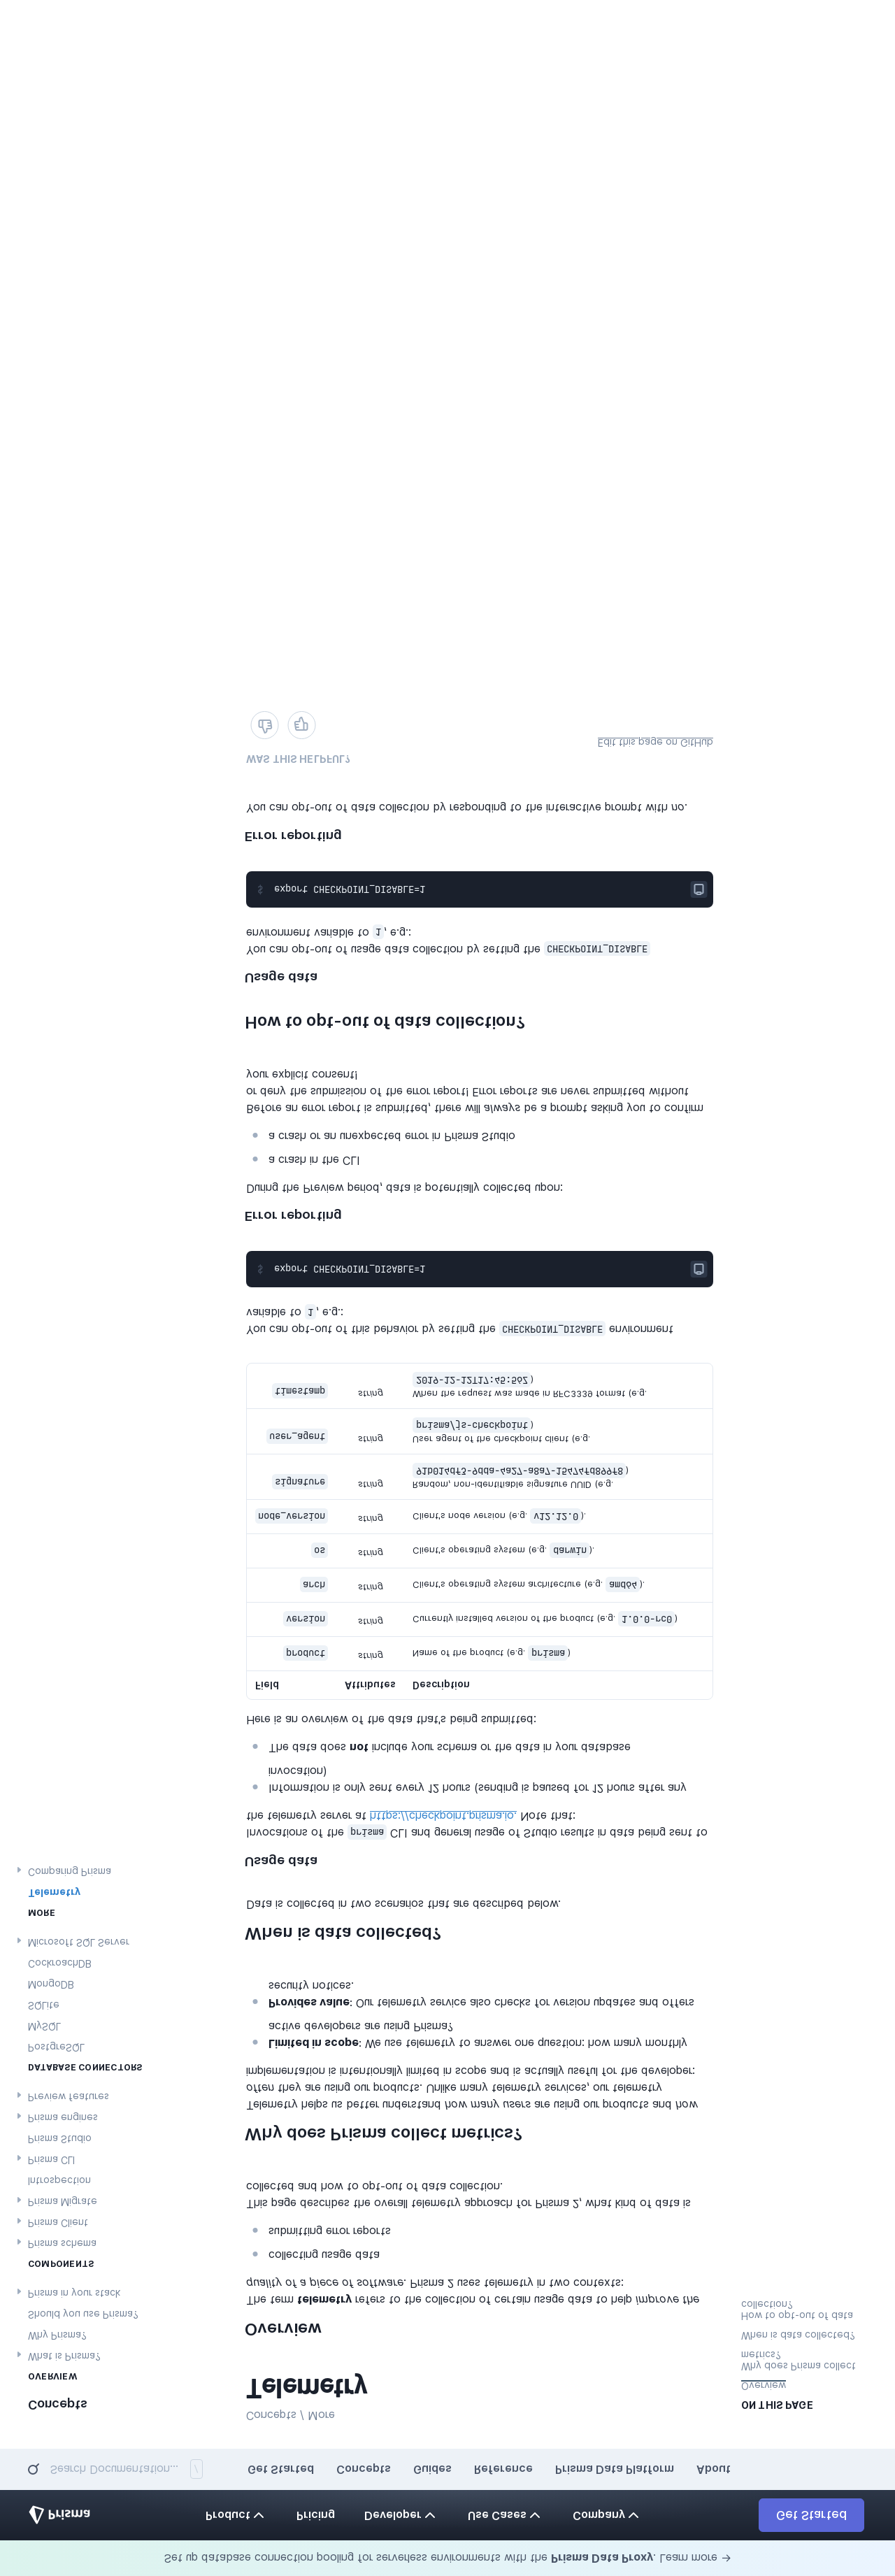 Set up database connection pooling for serverless environments with the Prisma Data Proxy. Learn more →
Prisma
Product
Pricing
Developer
Use Cases
Company
Get Started
Search Documentation...
/
Get Started
Concepts
Guides
Reference
Prisma Data Platform
About
Concepts
OVERVIEW
What is Prisma?
Why Prisma?
Should you use Prisma?
Prisma in your stack
COMPONENTS
Prisma schema
Prisma Client
Prisma Migrate
Introspection
Prisma CLI
Prisma Studio
Prisma engines
Preview features
DATABASE CONNECTORS
PostgreSQL
MySQL
SQLite
MongoDB
CockroachDB
Microsoft SQL Server
MORE
Telemetry
Comparing Prisma
Concepts / More
Telemetry
Overview
The term telemetry refers to the collection of certain usage data to help improve the
quality of a piece of software. Prisma 2 uses telemetry in two contexts:
collecting usage data
submitting error reports
This page describes the overall telemetry approach for Prisma 2, what kind of data is
collected and how to opt-out of data collection.
Why does Prisma collect metrics?
Telemetry helps us better understand how many users are using our products and how
often they are using our products. Unlike many telemetry services, our telemetry
implementation is intentionally limited in scope and is actually useful for the developer:
Limited in scope: We use telemetry to answer one question: how many monthly
active developers are using Prisma?
Provides value: Our telemetry service also checks for version updates and offers
security notices.
When is data collected?
Data is collected in two scenarios that are described below.
Usage data
Invocations of the prisma CLI and general usage of Studio results in data being sent to
the telemetry server at https://checkpoint.prisma.io. Note that:
Information is only sent every 12 hours (sending is paused for 12 hours after any
invocation)
The data does not include your schema or the data in your database
Here is an overview of the data that's being submitted:
Field Attributes Description
product string Name of the product (e.g. prisma)
version string Currently installed version of the product (e.g. 1.0.0-rc0)
arch string Client's operating system architecture (e.g. amd64).
os string Client's operating system (e.g. darwin).
node_version string Client's node version (e.g. v12.12.0).
signature string Random, non-identifiable signature UUID (e.g.
91b014df3-9dda-4a27-a8a7-15474fd899f8)
user_agent string User agent of the checkpoint client (e.g.
prisma/js-checkpoint)
timestamp string When the request was made in RFC3339 format (e.g.
2019-12-12T17:45:56Z)
You can opt-out of this behavior by setting the CHECKPOINT_DISABLE environment
variable to 1, e.g.:
$ export CHECKPOINT_DISABLE=1
Error reporting
During the Preview period, data is potentially collected upon:
a crash in the CLI
a crash or an unexpected error in Prisma Studio
Before an error report is submitted, there will always be a prompt asking you to confirm
or deny the submission of the error report! Error reports are never submitted without
your explicit consent!
How to opt-out of data collection?
Usage data
You can opt-out of usage data collection by setting the CHECKPOINT_DISABLE
environment variable to 1, e.g.:
$ export CHECKPOINT_DISABLE=1
Error reporting
You can opt-out of data collection by responding to the interactive prompt with no.
WAS THIS HELPFUL?
Edit this page on GitHub
ON THIS PAGE
Overview
Why does Prisma collect
metrics?
When is data collected?
How to opt-out of data
collection?